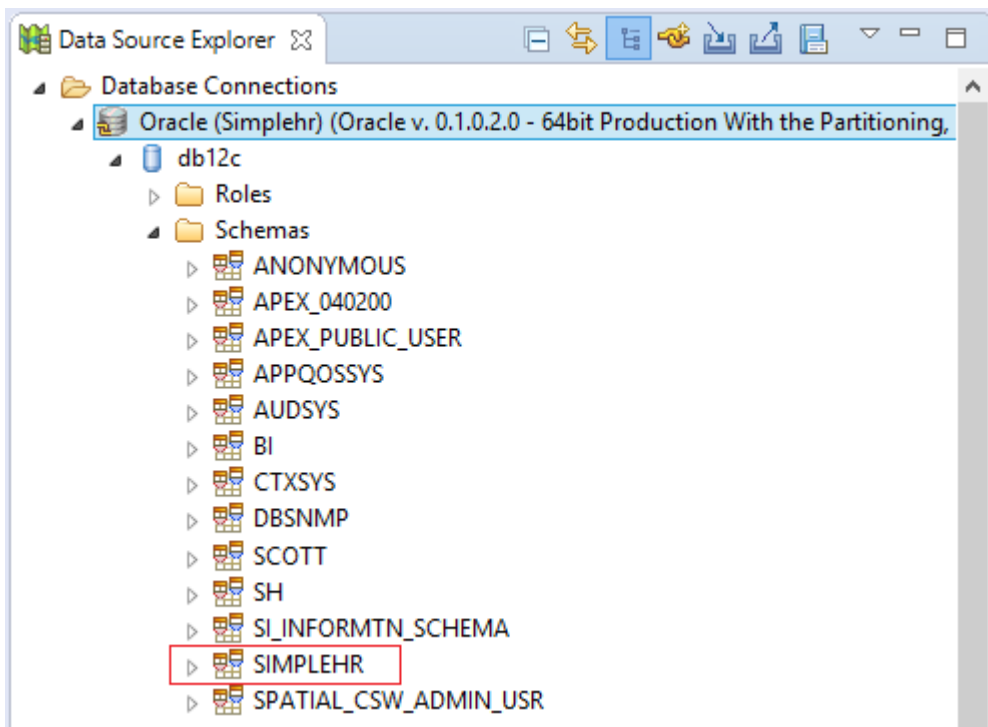 Data Source Explorer
Database Connections
Oracle (Simplehr) (Oracle v. 0.1.0.2.0 - 64bit Production With the Partitioning,
db12c
Roles
Schemas
ANONYMOUS
APEX_040200
APEX_PUBLIC_USER
APPQOSSYS
AUDSYS
BI
CTXSYS
DBSNMP
SCOTT
SH
SI_INFORMTN_SCHEMA
SIMPLEHR
SPATIAL_CSW_ADMIN_USR